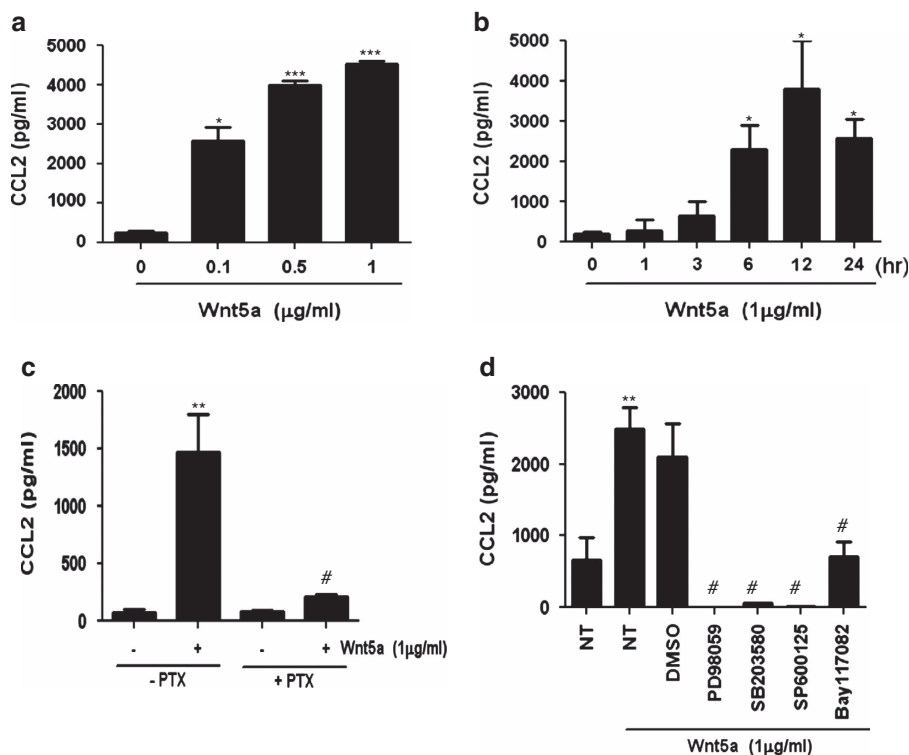 a
CCL2 (pg/ml)
5000
4000
3000
2000
1000
0
*
***
***
0 0.1 0.5 1
Wnt5a (μg/ml)
b
CCL2 (pg/ml)
5000
4000
3000
2000
1000
0
*
*
*
0 1 3 6 12 24 (hr)
Wnt5a (1μg/ml)
c
CCL2 (pg/ml)
2000
1500
1000
500
0
**
#
- + - + Wnt5a (1μg/ml)
- PTX + PTX
d
CCL2 (pg/ml)
3000
2000
1000
0
**
# # # #
NT
NT
DMSO
PD98059
SB203580
SP600125
Bay117082
Wnt5a (1μg/ml)